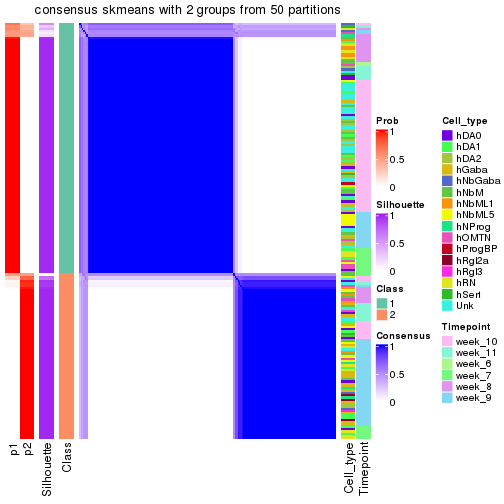 consensus skmeans with 2 groups from 50 partitions
Prob
1
0.5
0
Silhouette
1
0.5
0
Class
1
2
Consensus
1
0.5
0
Cell_type
hDA0
hDA1
hDA2
hGaba
hNbGaba
hNbM
hNbML1
hNbML5
hNProg
hOMTN
hProgBP
hRgl2a
hRgl3
hRN
hSert
Unk
Timepoint
week_10
week_11
week_6
week_7
week_8
week_9
p1
p2
Silhouette
Class
Cell_type
Timepoint